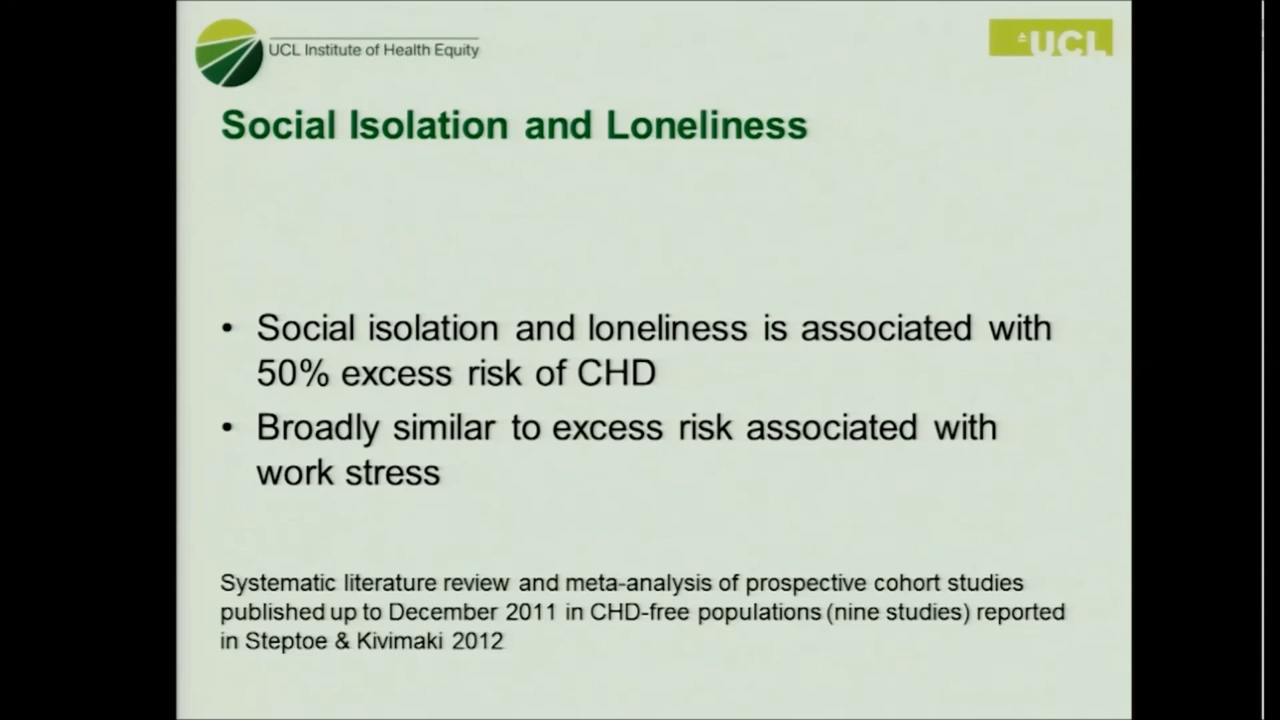 UCL Institute of Health Equity
UCL
Social Isolation and Loneliness
• Social isolation and loneliness is associated with
50% excess risk of CHD
• Broadly similar to excess risk associated with
work stress
Systematic literature review and meta-analysis of prospective cohort studies
published up to December 2011 in CHD-free populations (nine studies) reported
in Steptoe & Kivimaki 2012